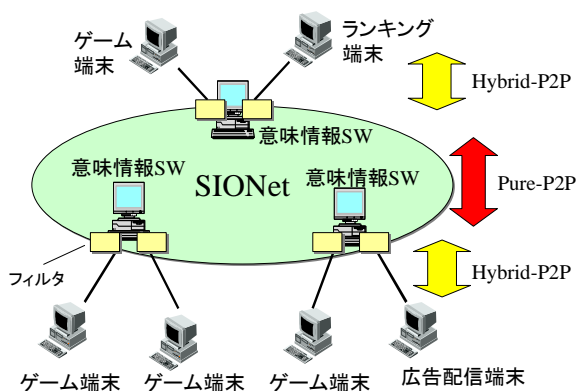 ゲーム
端末
ランキング
端末
Hybrid-P2P
意味情報SW
意味情報SW
意味情報SW
SIONet
Pure-P2P
フィルタ
Hybrid-P2P
ゲーム端末
ゲーム端末
ゲーム端末
広告配信端末